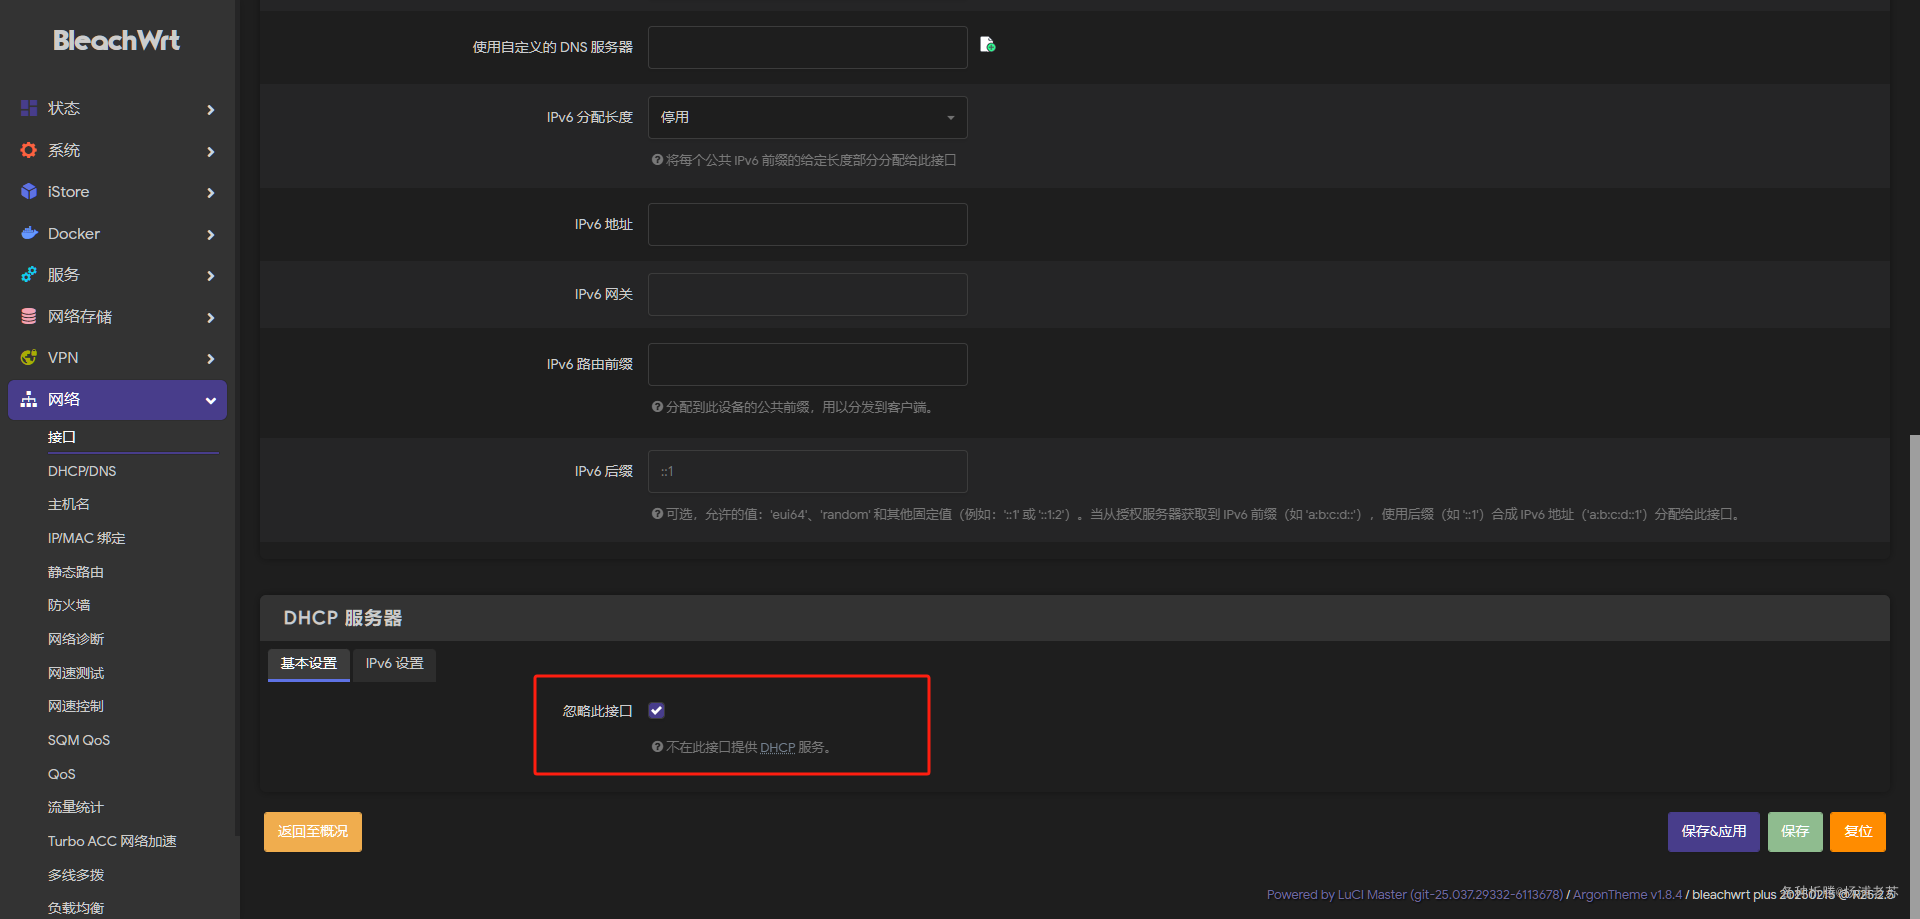 BleachWrt
状态
系统
iStore
Docker
服务
网络存储
VPN
网络
接口
DHCP/DNS
主机名
IP/MAC 绑定
静态路由
防火墙
网络诊断
网速测试
网速控制
SQM QoS
QoS
流量统计
Turbo ACC 网络加速
多线多拨
负载均衡
使用自定义的 DNS 服务器
IPv6 分配长度
停用
将每个公共 IPv6 前缀的给定长度部分分配给此接口
IPv6 地址
IPv6 网关
IPv6 路由前缀
分配到此设备的公共前缀，用以分发到客户端。
IPv6 后缀
::1
可选，允许的值：'eui64'、'random' 和其他固定值（例如：'::1' 或 '::1:2'）。当从授权服务器获取到 IPv6 前缀（如 'a:b:c:d::'），使用后缀（如 '::1'）合成 IPv6 地址（'a:b:c:d::1'）分配给此接口。
DHCP 服务器
基本设置
IPv6 设置
忽略此接口
不在此接口提供 DHCP 服务。
返回至概况
保存&应用
保存
复位
Powered by LuCI Master (git-25.037.29332-6113678) / ArgonTheme v1.8.4 / bleachwrt plus 20250215 @ R25.2.5